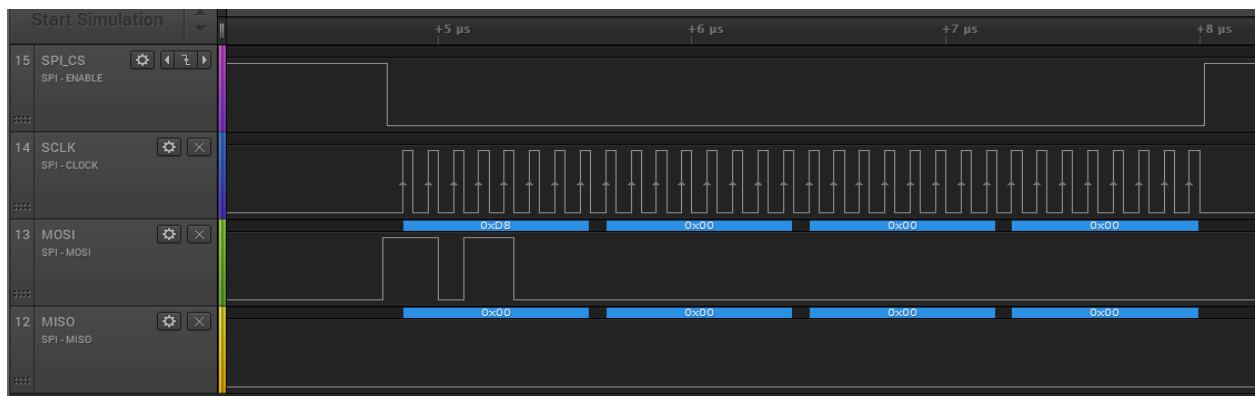 Start Simulation
+5 µs +6 µs +7 µs +8 µs
15 SPI_CS
SPI - ENABLE
14 SCLK
SPI - CLOCK
0xD8 0x00 0x00 0x00
13 MOSI
SPI - MOSI
0x00 0x00 0x00 0x00
12 MISO
SPI - MISO